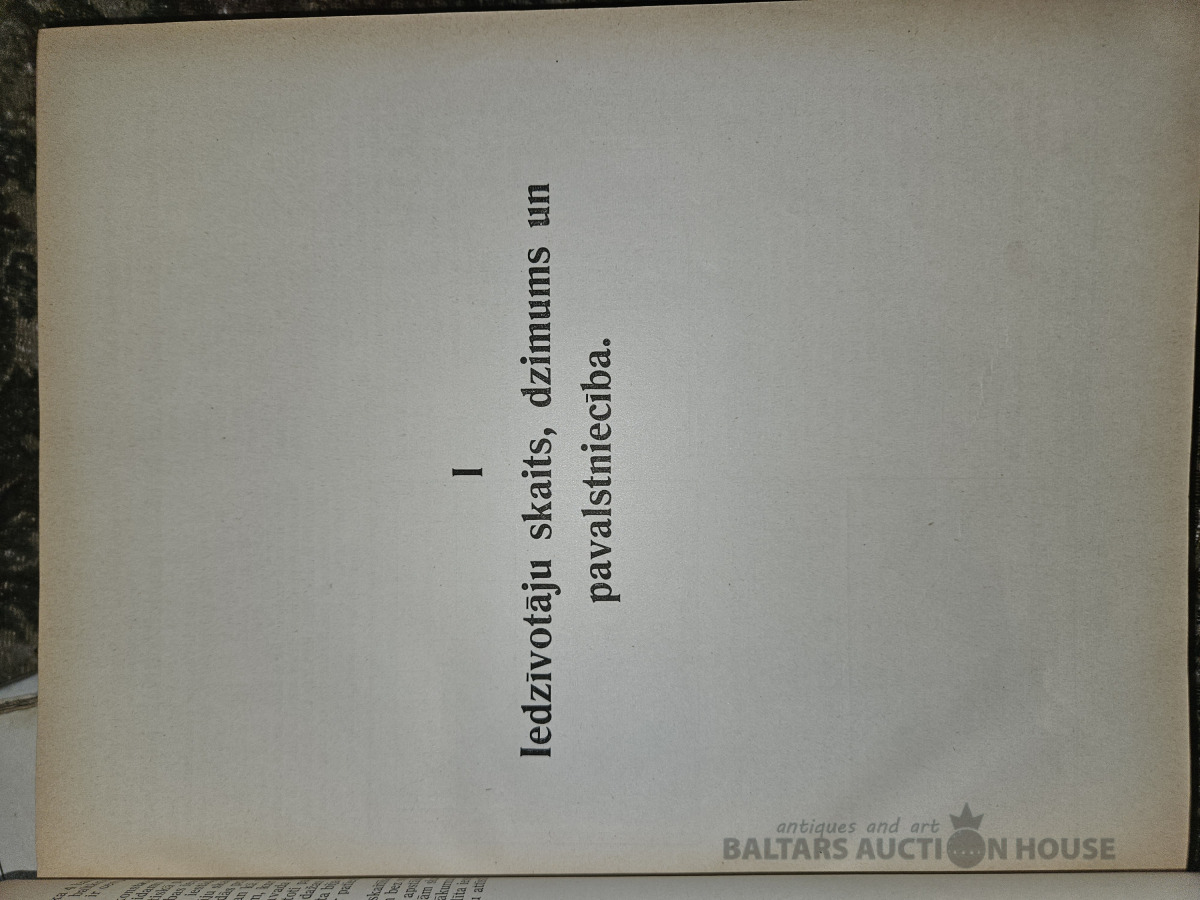 I
Iedzīvotāju skaits, dzimums un
pavalstniecība.
antiques and art
BALTARS AUCTION HOUSE